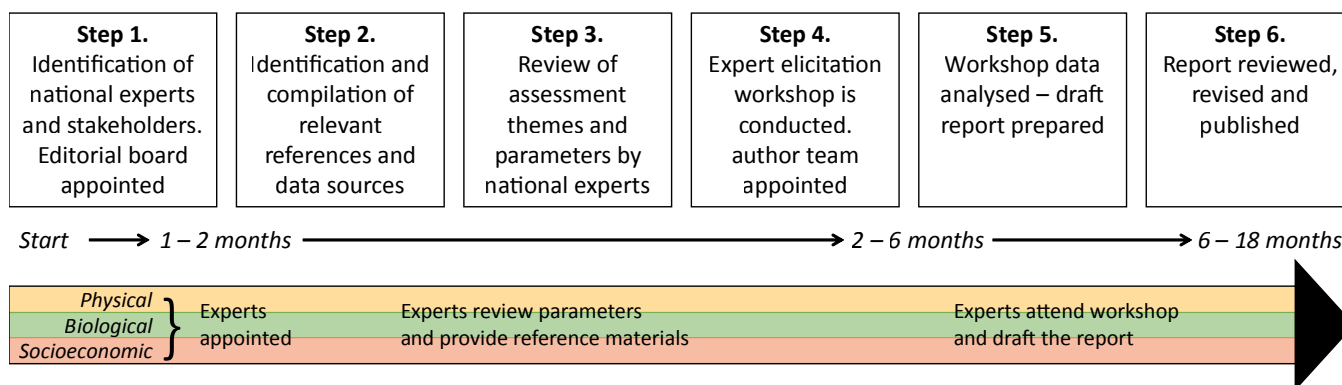 Step 1.
Identification of
national experts
and stakeholders.
Editorial board
appointed
Step 2.
Identification and
compilation of
relevant
references and
data sources
Step 3.
Review of
assessment
themes and
parameters by
national experts
Step 4.
Expert elicitation
workshop is
conducted.
author team
appointed
Step 5.
Workshop data
analysed – draft
report prepared
Step 6.
Report reviewed,
revised and
published
Start
1 – 2 months
2 – 6 months
6 – 18 months
Physical
Biological
Socioeconomic
Experts
appointed
Experts review parameters
and provide reference materials
Experts attend workshop
and draft the report